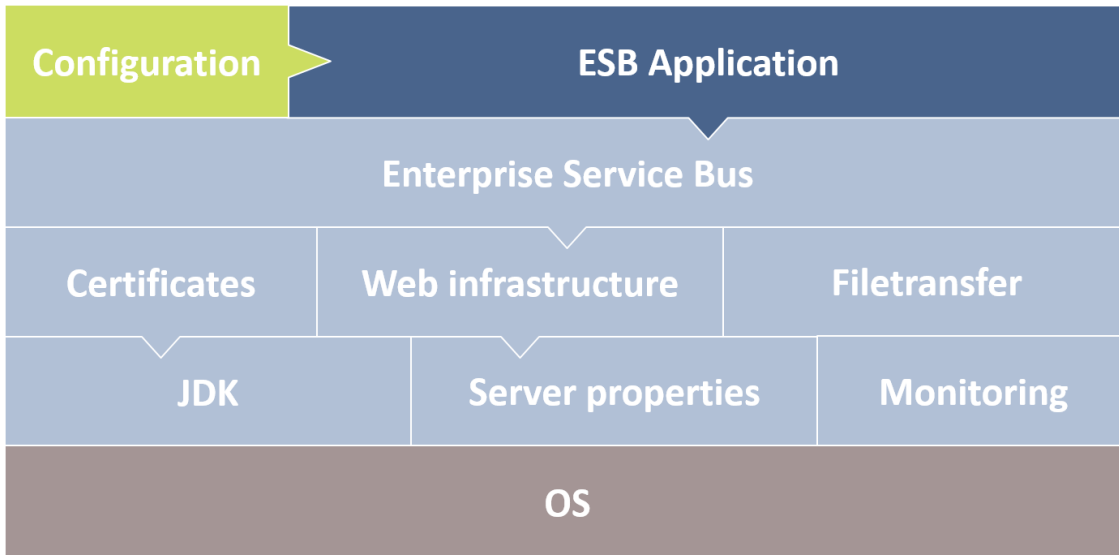 Configuration
ESB Application
Enterprise Service Bus
Certificates
Web infrastructure
Filetransfer
JDK
Server properties
Monitoring
OS